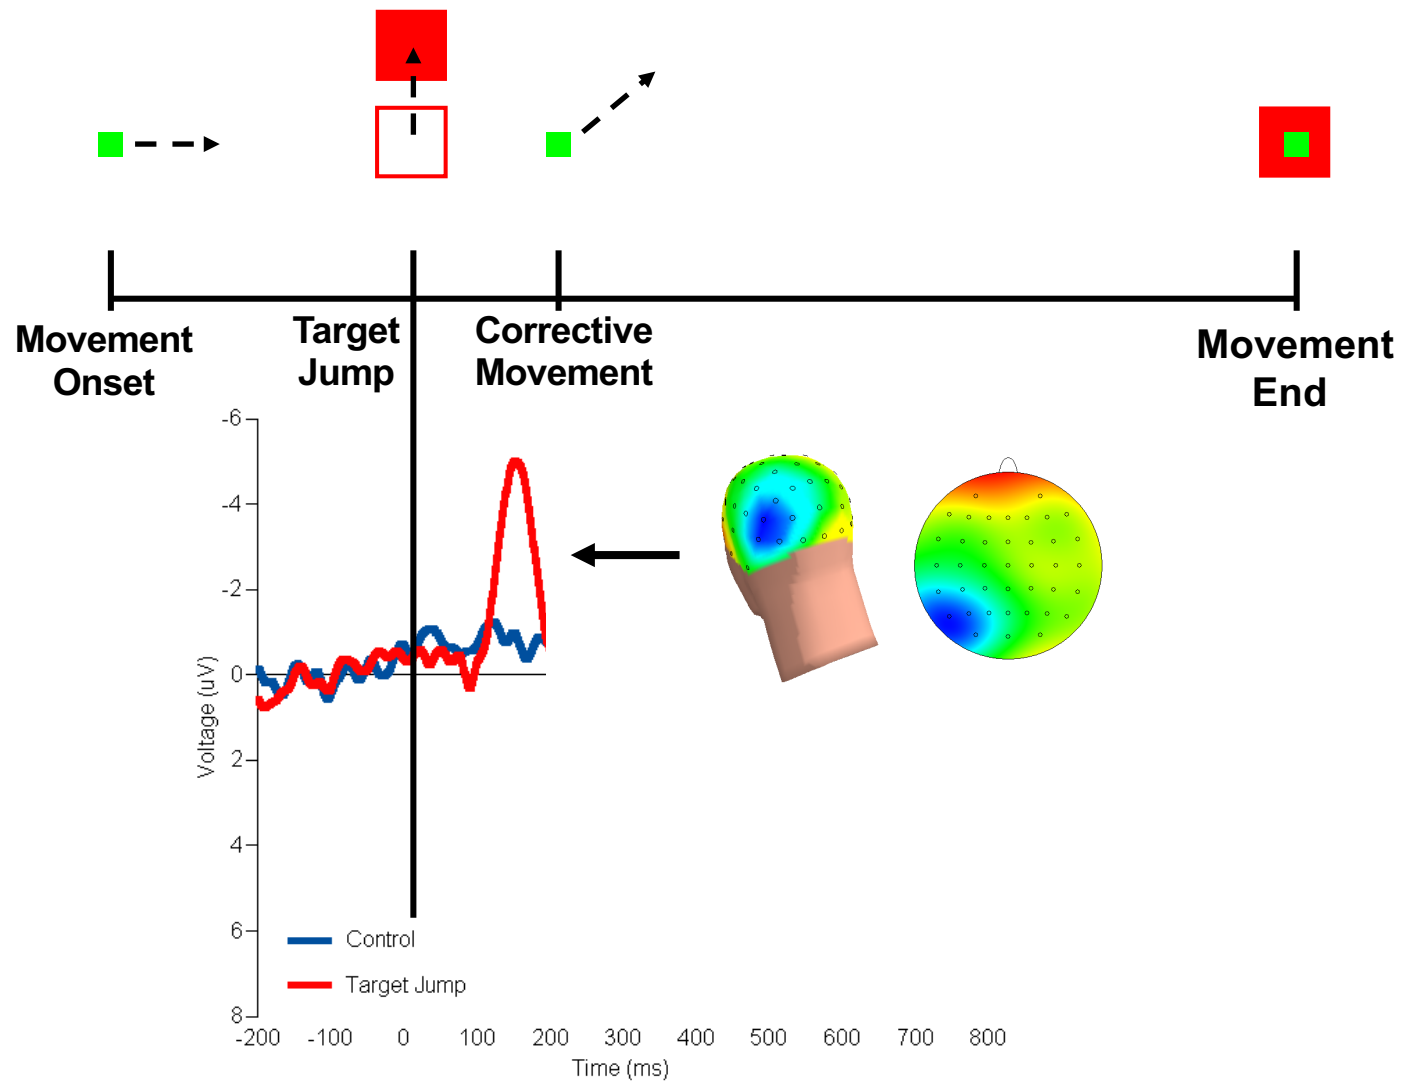 Movement
Onset
Target
Jump
Corrective
Movement
Movement
End
-6
-4
-2
0
2
4
6
8
Voltage (uV)
Control
Target Jump
-200 -100 0 100 200 300 400 500 600 700 800
Time (ms)